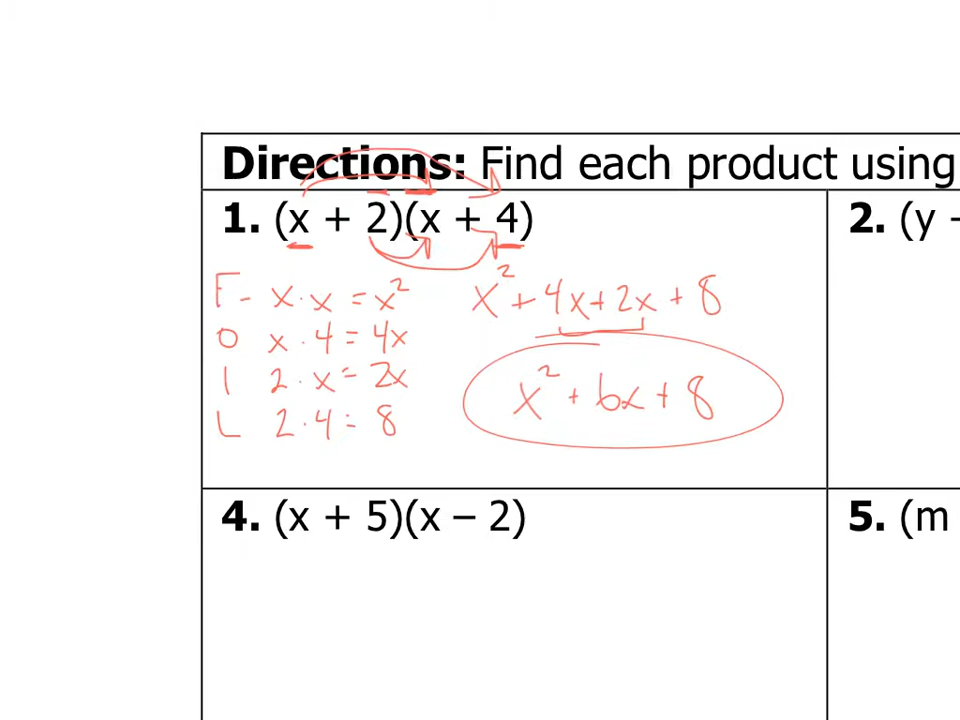 Directions: Find each product using
1. (x + 2)(x + 4)
2. (y -
F- x · x = x²
O x · 4 = 4x
I 2 · x = 2x
L 2 · 4 = 8
x² + 4x + 2x + 8
x² + 6x + 8
4. (x + 5)(x – 2)
5. (m